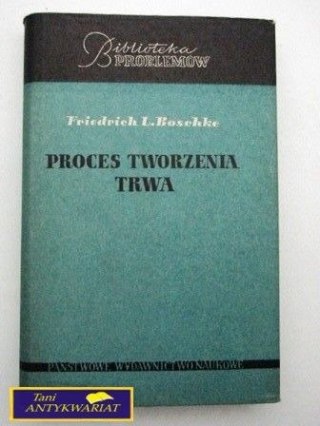 Biblioteka
PROBLEMÓW
Friedrich L. Boschke
PROCES TWORZENIA
TRWA
PAŃSTWOWE WYDAWNICTWO NAUKOWE
Tani
ANTYKWARIAT